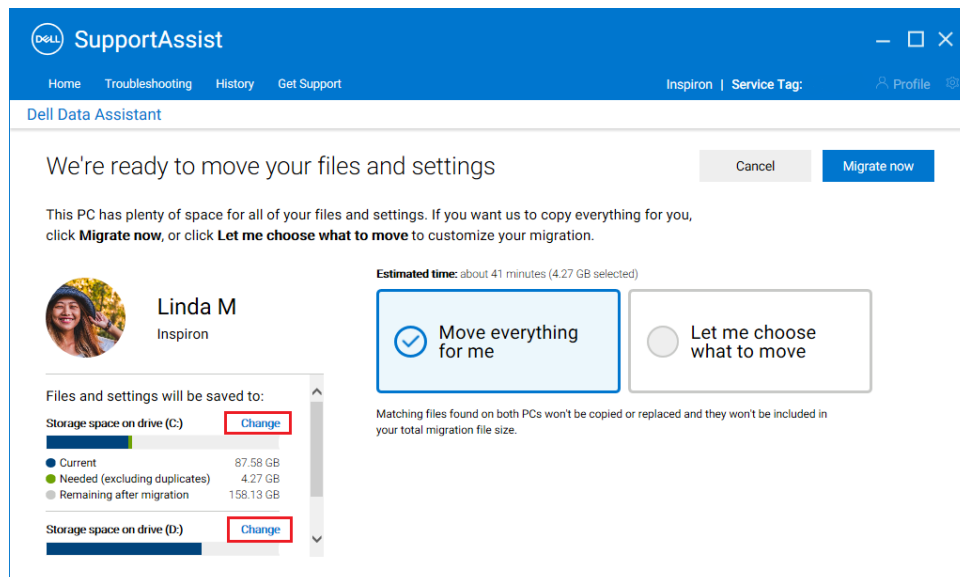 DELL SupportAssist
Home Troubleshooting History Get Support Inspiron | Service Tag: Profile
Dell Data Assistant
We're ready to move your files and settings Cancel Migrate now
This PC has plenty of space for all of your files and settings. If you want us to copy everything for you,
click Migrate now, or click Let me choose what to move to customize your migration.
Estimated time: about 41 minutes (4.27 GB selected)
Linda M
Inspiron
Move everything
for me
Let me choose
what to move
Matching files found on both PCs won't be copied or replaced and they won't be included in
your total migration file size.
Files and settings will be saved to:
Storage space on drive (C:) Change
Current 87.58 GB
Needed (excluding duplicates) 4.27 GB
Remaining after migration 158.13 GB
Storage space on drive (D:) Change